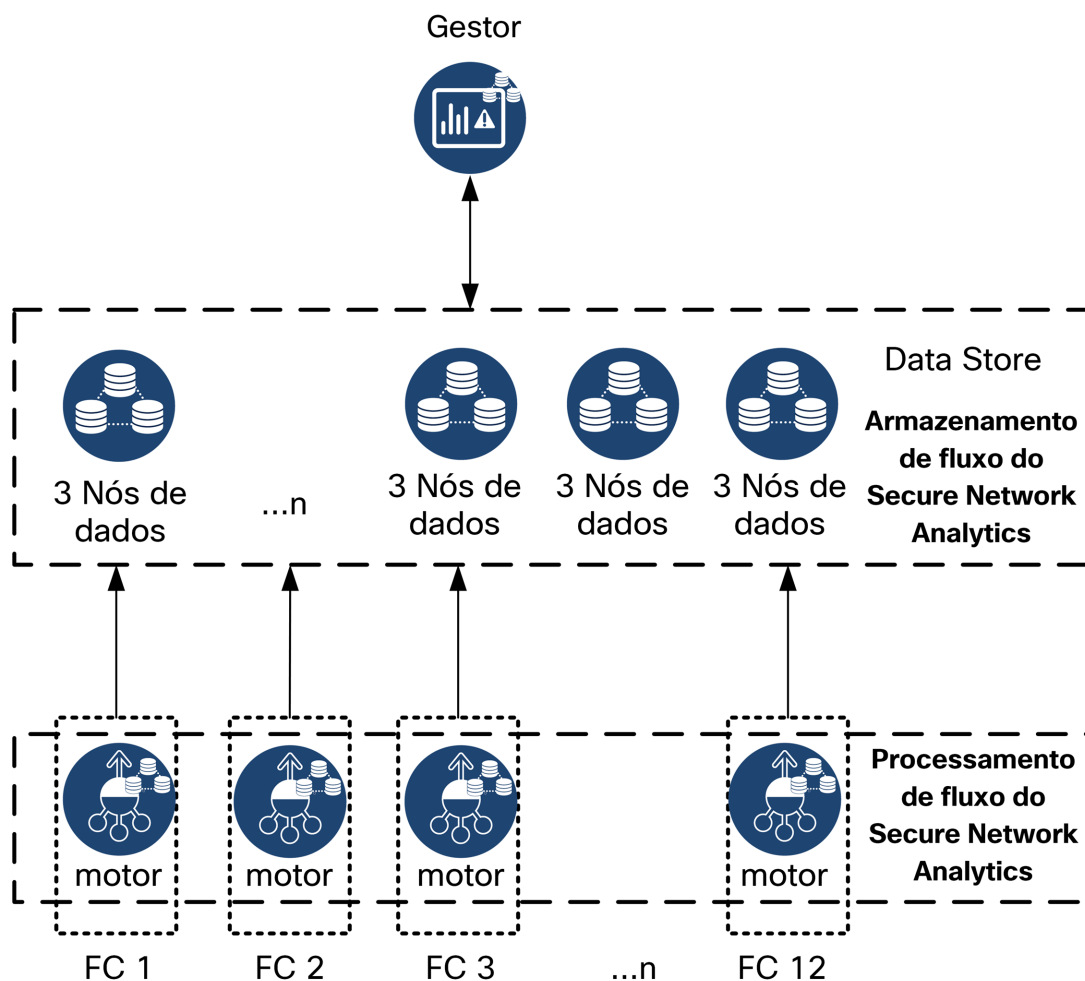 Gestor
Data Store
Armazenamento
de fluxo do
Secure Network
Analytics
3 Nós de
dados
...n
3 Nós de
dados
3 Nós de
dados
3 Nós de
dados
Processamento
de fluxo do
Secure Network
Analytics
motor
motor
motor
motor
FC 1
FC 2
FC 3
...n
FC 12